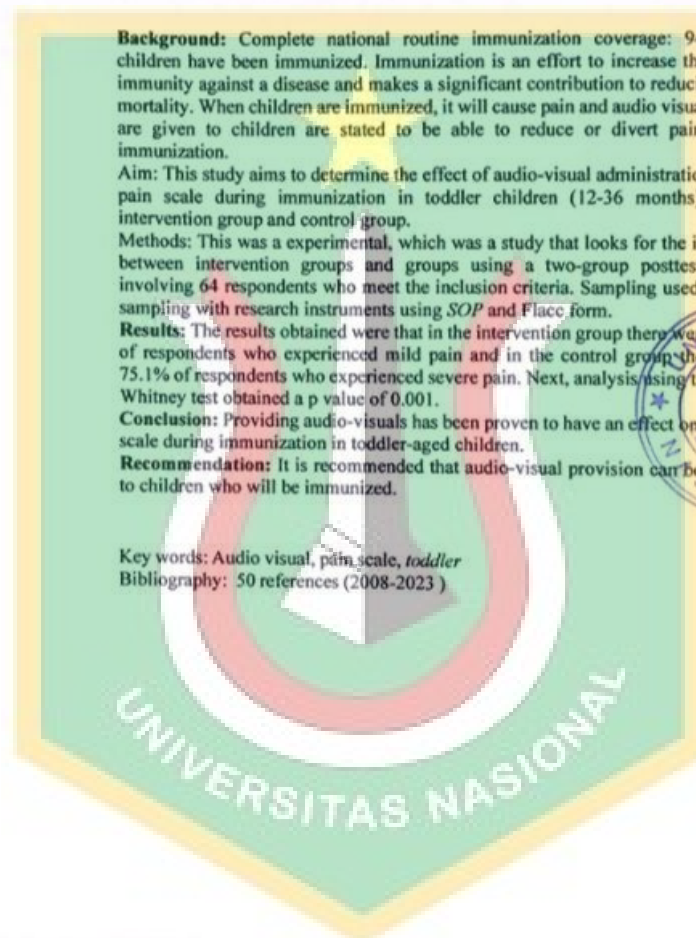 Background: Complete national routine immunization coverage: 9
children have been immunized. Immunization is an effort to increase th
immunity against a disease and makes a significant contribution to reduc
mortality. When children are immunized, it will cause pain and audio visua
are given to children are stated to be able to reduce or divert pai
immunization.
Aim: This study aims to determine the effect of audio-visual administratio
pain scale during immunization in toddler children (12-36 months
intervention group and control group.
Methods: This was a experimental, which was a study that looks for the i
between intervention groups and groups using a two-group posttes
involving 64 respondents who meet the inclusion criteria. Sampling used
sampling with research instruments using SOP and Flacc form.
Results: The results obtained were that in the intervention group there we
of respondents who experienced mild pain and in the control group th
75.1% of respondents who experienced severe pain. Next, analysis using t
Whitney test obtained a p value of 0.001.
Conclusion: Providing audio-visuals has been proven to have an effect on
scale during immunization in toddler-aged children.
Recommendation: It is recommended that audio-visual provision can be
to children who will be immunized.
Key words: Audio visual, pain scale, toddler
Bibliography: 50 references (2008-2023 )
UNIVERSITAS NASIONAL